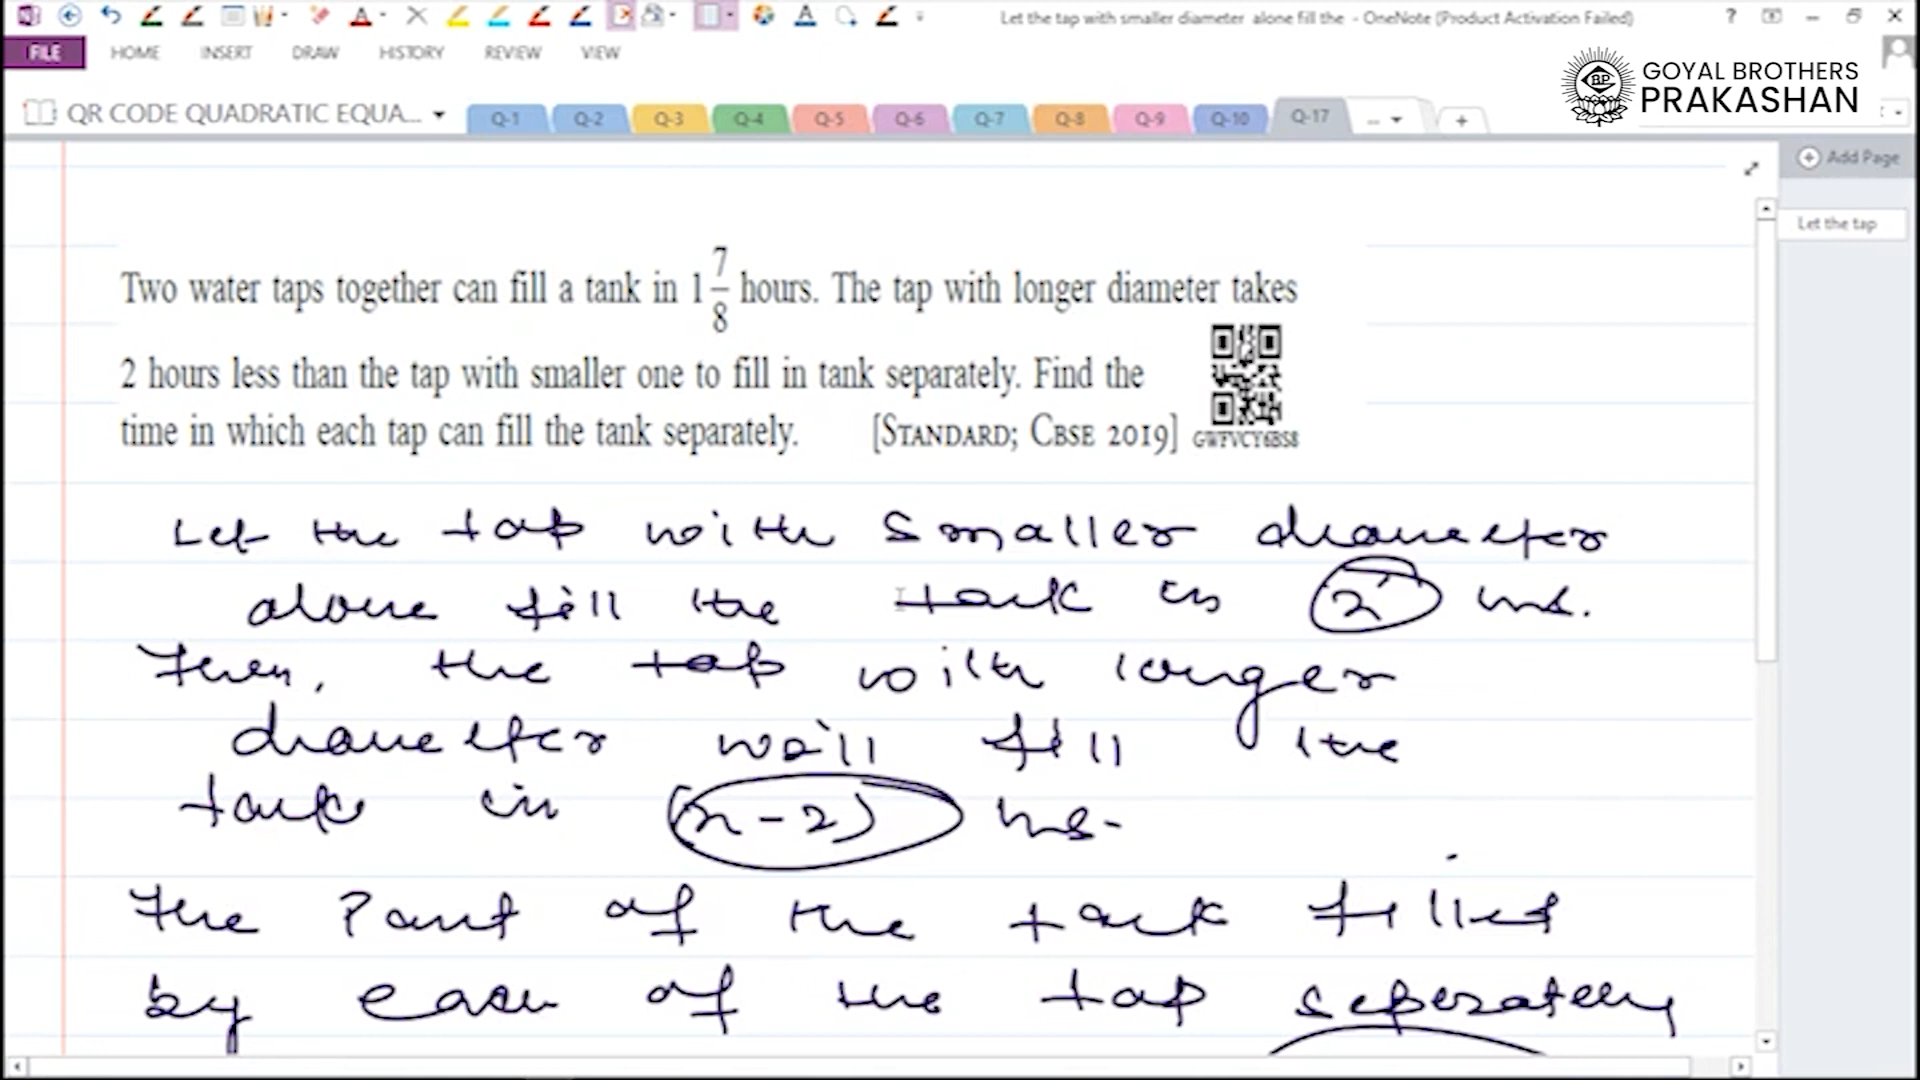 Let the tap with smaller diameter alone fill the - OneNote (Product Activation Failed)
FILE HOME INSERT DRAW HISTORY REVIEW VIEW
GOYAL BROTHERS
PRAKASHAN
QR CODE QUADRATIC EQUA... Q-1 Q-2 Q-3 Q-4 Q-5 Q-6 Q-7 Q-8 Q-9 Q-10 Q-17 ... +
Add Page
Let the tap
Two water taps together can fill a tank in 1 7/8 hours. The tap with longer diameter takes
2 hours less than the tap with smaller one to fill in tank separately. Find the
time in which each tap can fill the tank separately. [STANDARD; CBSE 2019] GWFVCY6BS8
Let the tap with smaller diameter
alone fill the tank in x hrs.
Then, the tap with longer
diameter will fill the
tank in (x-2) hrs.
The part of the tank filled
by each of the tap seperately